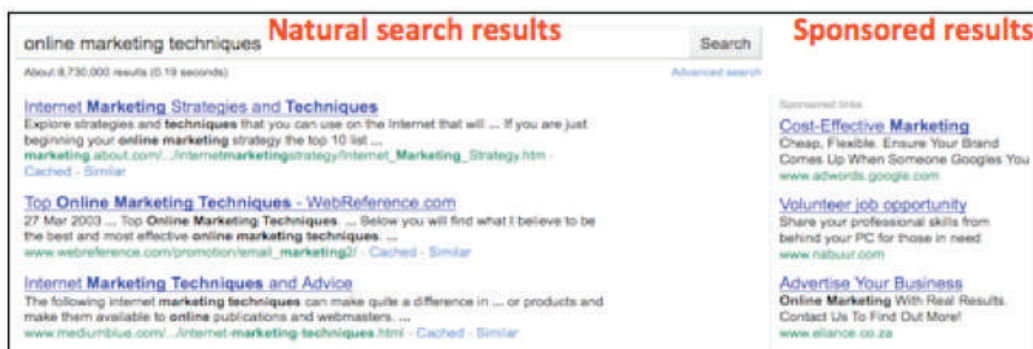 Natural search results
Sponsored results
online marketing techniques
Search
About 8,730,000 results (0.19 seconds)
Advanced search
Internet Marketing Strategies and Techniques
Explore strategies and techniques that you can use on the Internet that will ... If you are just
beginning your online marketing strategy the top 10 list ...
marketing.about.com/.../internetmarketingstrategy/Internet_Marketing_Strategy.htm -
Cached - Similar
Top Online Marketing Techniques - WebReference.com
27 Mar 2003 ... Top Online Marketing Techniques. ... Below you will find what I believe to be
the best and most effective online marketing techniques. ...
www.webreference.com/promotion/email_marketing2/ - Cached - Similar
Internet Marketing Techniques and Advice
The following internet marketing techniques can make quite a difference in ... or products and
make them available to online publications and webmasters. ...
www.mediumblue.com/.../internet-marketing-techniques.html - Cached - Similar
Sponsored links
Cost-Effective Marketing
Cheap, Flexible. Ensure Your Brand
Comes Up When Someone Googles You
www.adwords.google.com
Volunteer job opportunity
Share your professional skills from
behind your PC for those in need
www.nabuur.com
Advertise Your Business
Online Marketing With Real Results.
Contact Us To Find Out More!
www.eliance.co.za